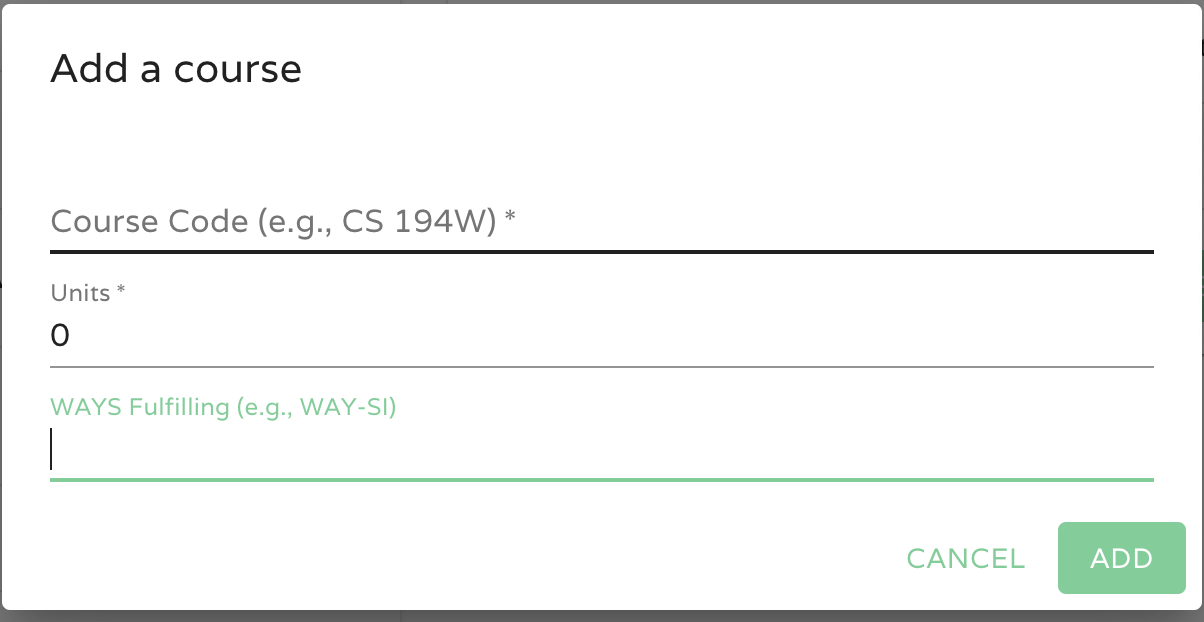 Add a course
Course Code (e.g., CS 194W) *
Units *
0
WAYS Fulfilling (e.g., WAY-SI)
CANCEL ADD